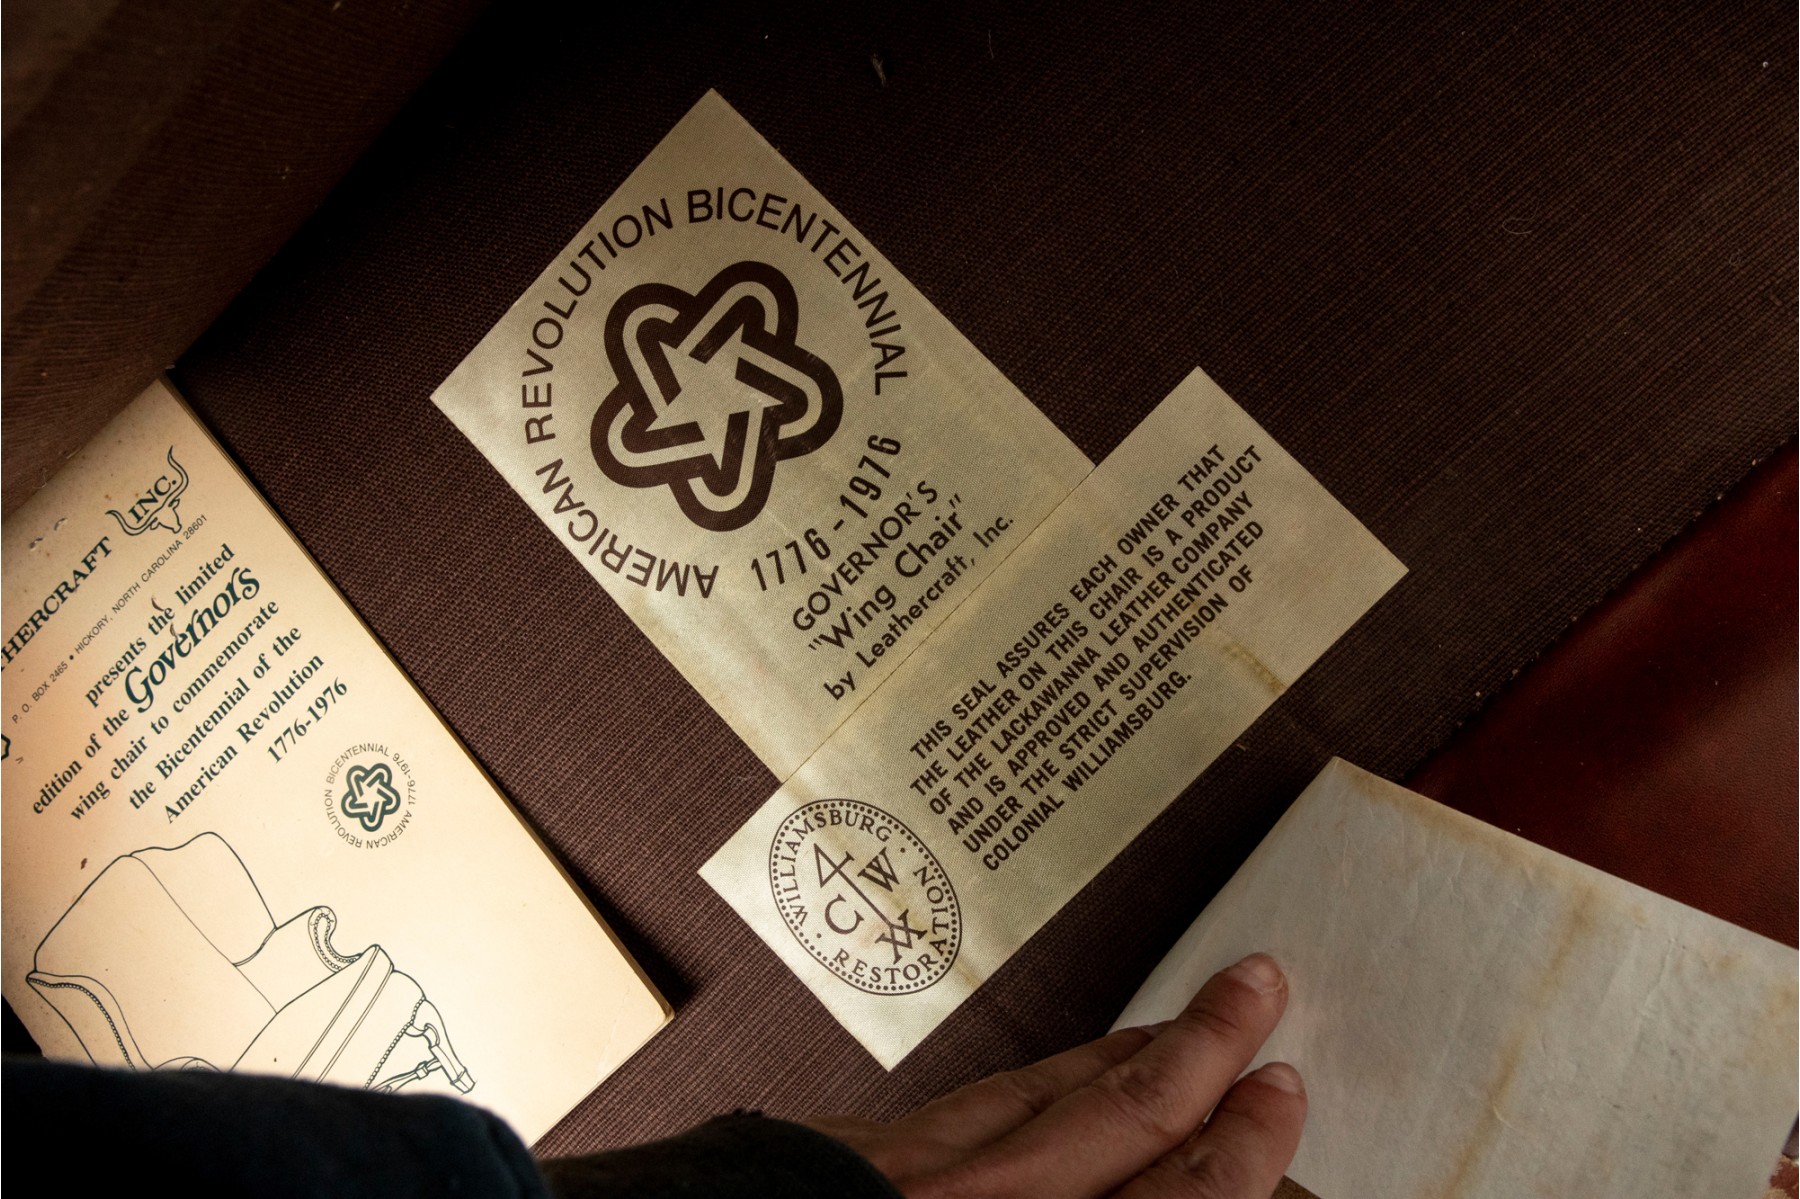 HERCRAFT INC.
P. O. BOX 2465 • HICKORY, NORTH CAROLINA 28601
presents the limited
edition of the Governors
wing chair to commemorate
the Bicentennial of the
American Revolution
1776-1976
AMERICAN REVOLUTION BICENTENNIAL 1776-1976
AMERICAN REVOLUTION BICENTENNIAL
1776-1976
GOVERNOR'S
"Wing Chair"
by Leathercraft, Inc.
THIS SEAL ASSURES EACH OWNER THAT
THE LEATHER ON THIS CHAIR IS A PRODUCT
OF THE LACKAWANNA LEATHER COMPANY
AND IS APPROVED AND AUTHENTICATED
UNDER THE STRICT SUPERVISION OF
COLONIAL WILLIAMSBURG.
· WILLIAMSBURG · RESTORATION
CW